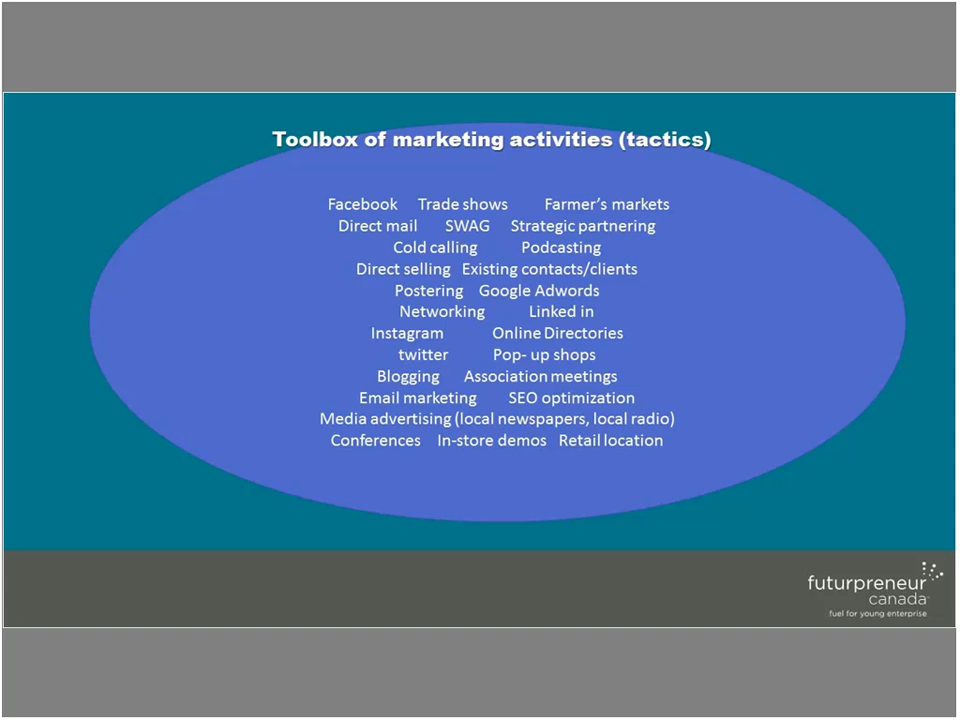 Toolbox of marketing activities (tactics)
Facebook Trade shows Farmer’s markets
Direct mail SWAG Strategic partnering
Cold calling Podcasting
Direct selling Existing contacts/clients
Postering Google Adwords
Networking Linked in
Instagram Online Directories
twitter Pop- up shops
Blogging Association meetings
Email marketing SEO optimization
Media advertising (local newspapers, local radio)
Conferences In-store demos Retail location
futurpreneur
canada
fuel for young enterprise